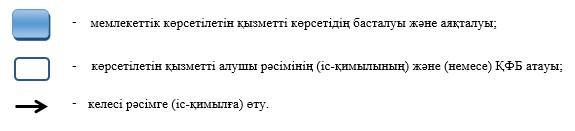 - мемлекеттік көрсетілетін қызметті көрсетідің басталуы және аяқталуы;
- көрсетілетін қызметті алушы рәсімінің (іс-қимылының) және (немесе) ҚФБ атауы;
- келесі рәсімге (іс-қимылға) өту.